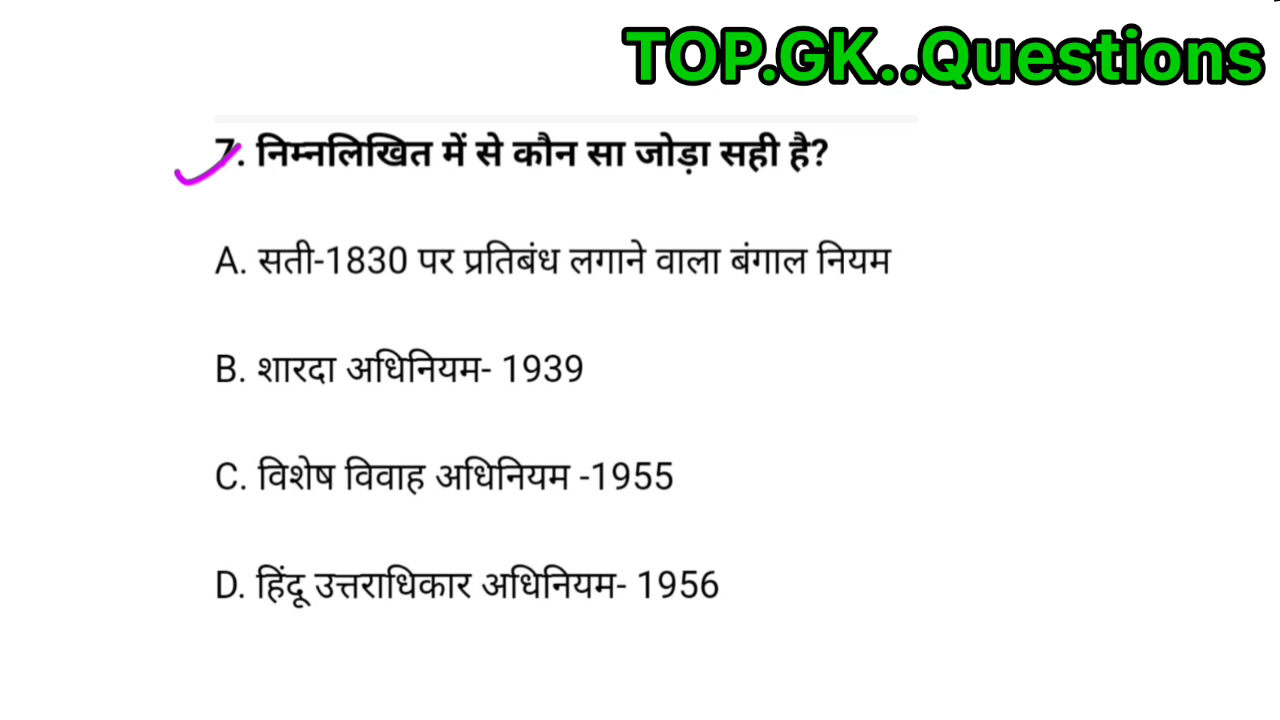 TOP.GK..Questions
7. निम्नलिखित में से कौन सा जोड़ा सही है?
A. सती-1830 पर प्रतिबंध लगाने वाला बंगाल नियम
B. शारदा अधिनियम- 1939
C. विशेष विवाह अधिनियम -1955
D. हिंदू उत्तराधिकार अधिनियम- 1956